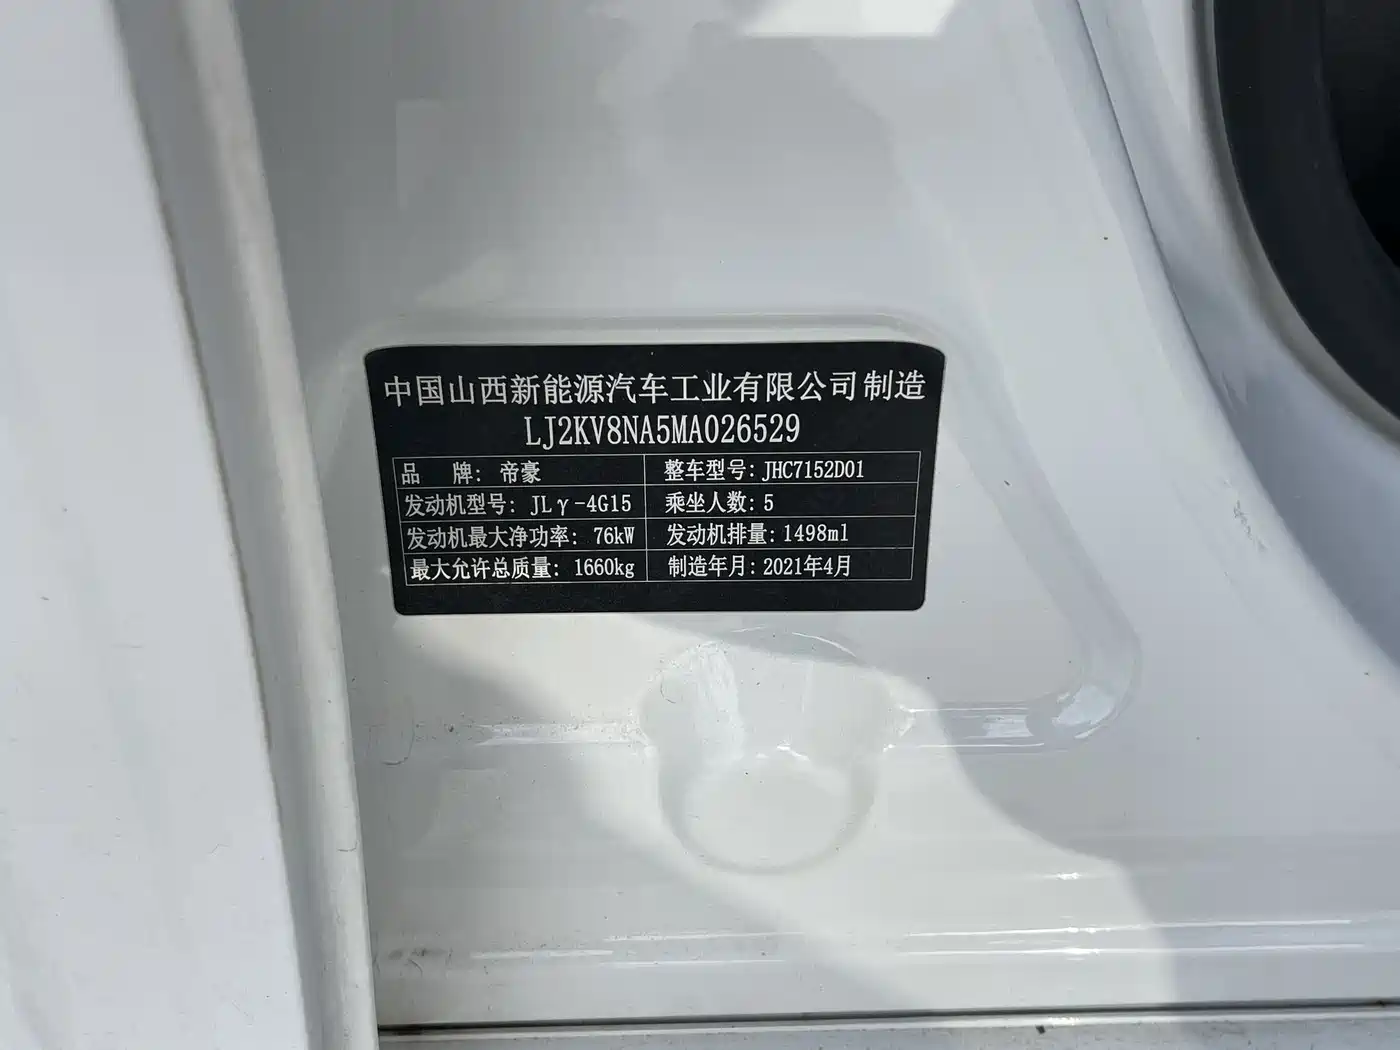 中国山西新能源汽车工业有限公司制造
LJ2KV8NA5MA026529
品 牌: 帝豪 整车型号: JHC7152D01
发动机型号: JLγ-4G15 乘坐人数: 5
发动机最大净功率: 76kW 发动机排量: 1498ml
最大允许总质量: 1660kg 制造年月: 2021年4月